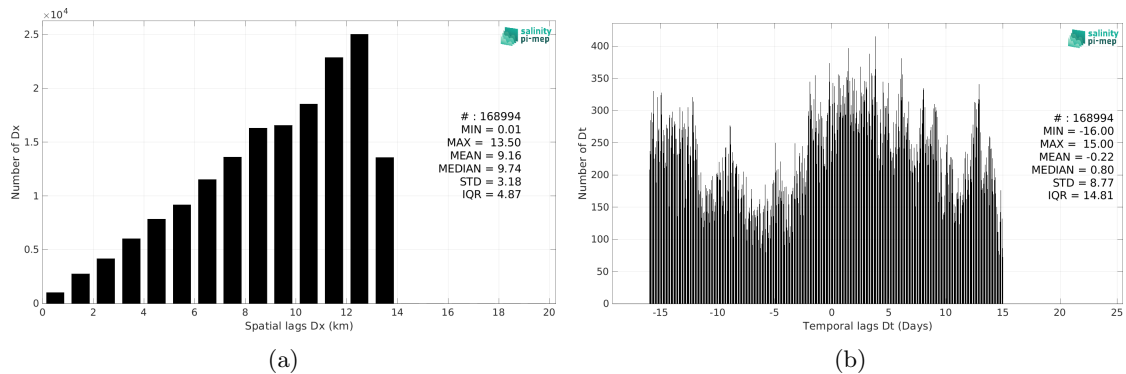 ×10⁴
2.5
2
1.5
1
0.5
0
Number of Dx
0 2 4 6 8 10 12 14 16 18 20
Spatial lags Dx (km)
salinity
pi-mep
# : 168994
MIN = 0.01
MAX = 13.50
MEAN = 9.16
MEDIAN = 9.74
STD = 3.18
IQR = 4.87
(a)
400
350
300
250
200
150
100
50
0
Number of Dt
-15 -10 -5 0 5 10 15 20 25
Temporal lags Dt (Days)
salinity
pi-mep
# : 168994
MIN = -16.00
MAX = 15.00
MEAN = -0.22
MEDIAN = 0.80
STD = 8.77
IQR = 14.81
(b)